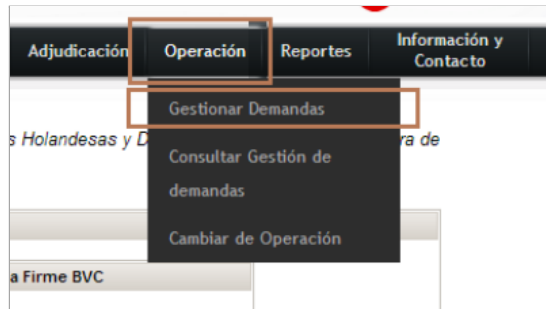 Adjudicación
Operación
Reportes
Información y
Contacto
Gestionar Demandas
s Holandesas y D
ra de
Consultar Gestión de
demandas
Cambiar de Operación
a Firme BVC